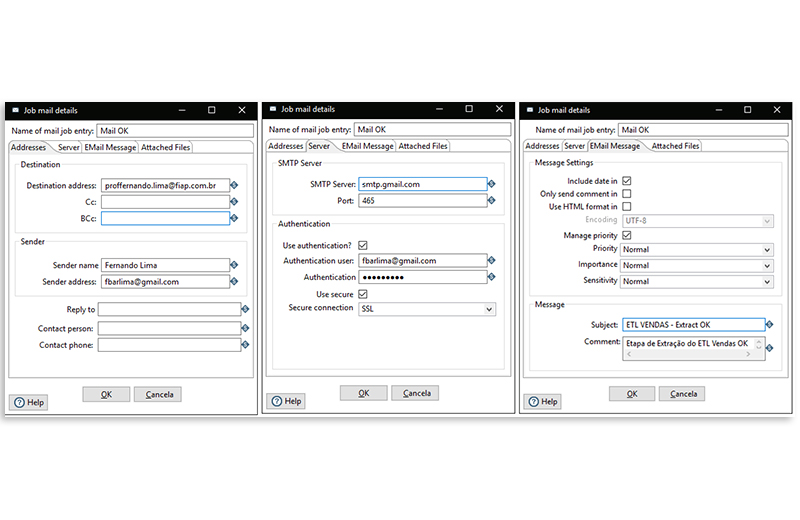 Job mail details
Name of mail job entry: Mail OK
Addresses Server EMail Message Attached Files
Destination
Destination address: proffernando.lima@fiap.com.br
Cc:
BCc:
Sender
Sender name Fernando Lima
Sender address: fbarlima@gmail.com
Reply to
Contact person:
Contact phone:
OK Cancela
Help
Job mail details
Name of mail job entry: Mail OK
Addresses Server EMail Message Attached Files
SMTP Server
SMTP Server: smtp.gmail.com
Port: 465
Authentication
Use authentication?
Authentication user: fbarlima@gmail.com
Authentication •••••••••
Use secure
Secure connection SSL
OK Cancela
Help
Job mail details
Name of mail job entry: Mail OK
Addresses Server EMail Message Attached Files
Message Settings
Include date in
Only send comment in
Use HTML format in
Encoding UTF-8
Manage priority
Priority Normal
Importance Normal
Sensitivity Normal
Message
Subject: ETL VENDAS - Extract OK
Comment: Etapa de Extração do ETL Vendas OK
OK Cancela
Help